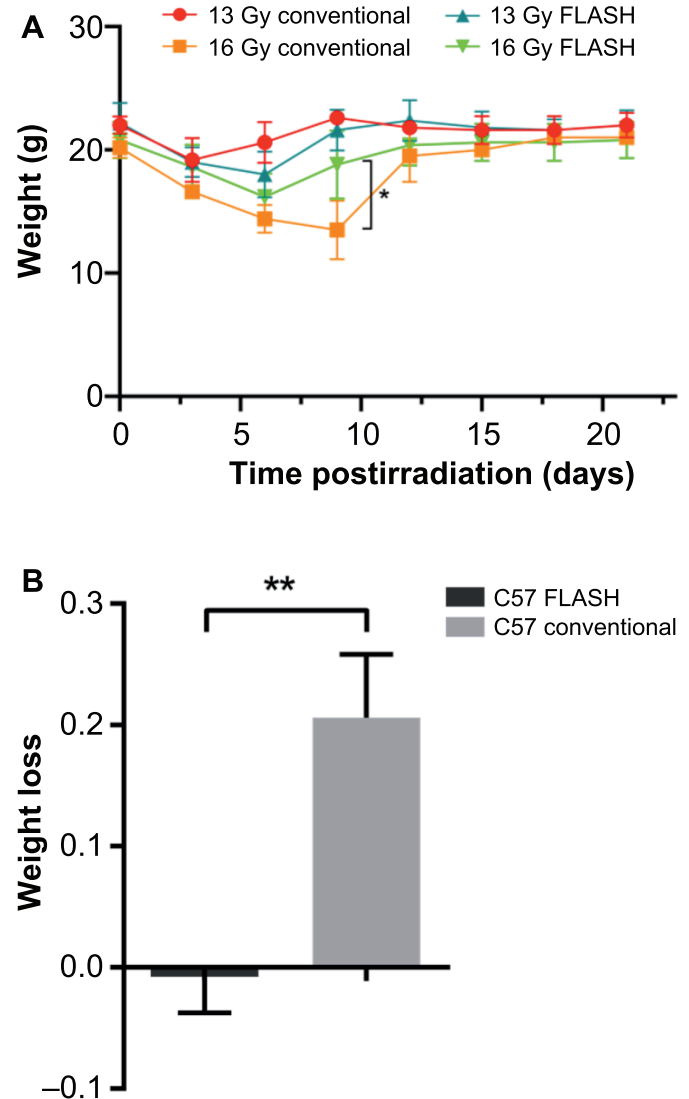 A
13 Gy conventional 13 Gy FLASH
16 Gy conventional 16 Gy FLASH
30
20
10
0
Weight (g)
*
0 5 10 15 20
Time postirradiation (days)
B
**
C57 FLASH
C57 conventional
0.3
0.2
0.1
0.0
–0.1
Weight loss